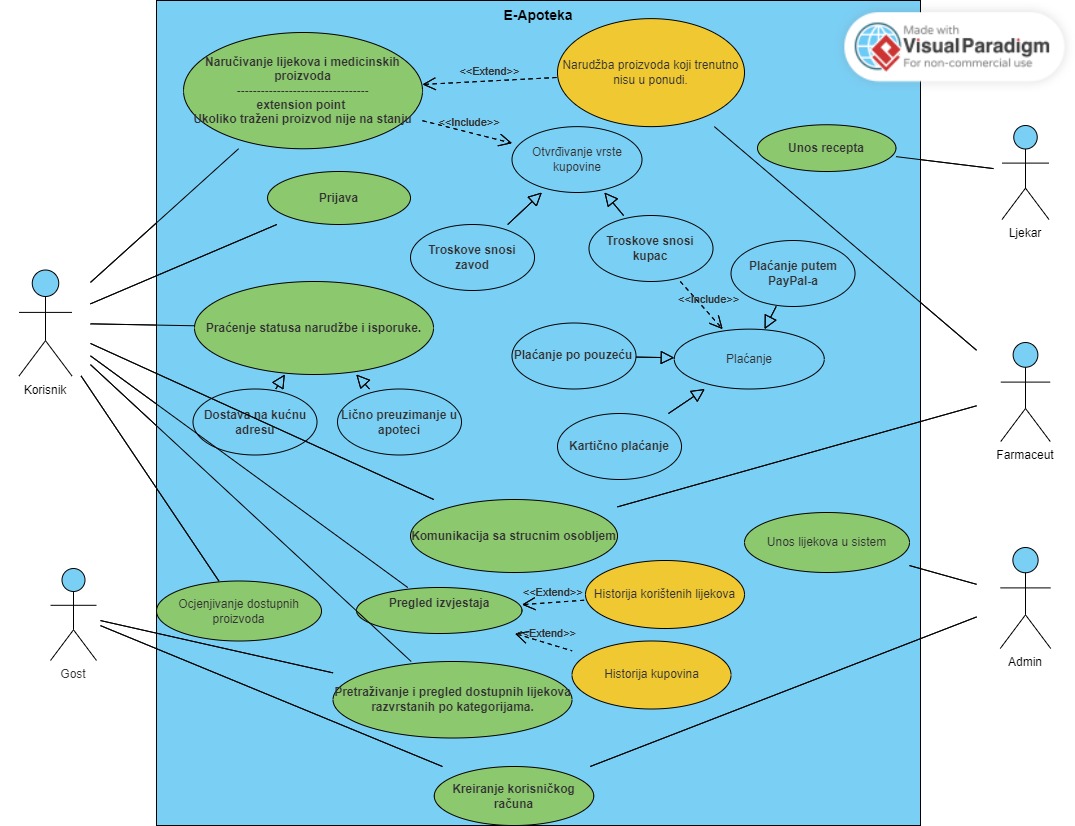 E-Apoteka
Made with
VisualParadigm
For non-commercial use
Naručivanje lijekova i medicinskih
proizvoda
---------------------------------
extension point
Ukoliko traženi proizvod nije na stanju
<<Extend>>
Narudžba proizvoda koji trenutno
nisu u ponudi.
<<Include>>
Otvrđivanje vrste
kupovine
Unos recepta
Ljekar
Prijava
Troskove snosi
zavod
Troskove snosi
kupac
Plaćanje putem
PayPal-a
<<Include>>
Korisnik
Praćenje statusa narudžbe i isporuke.
Plaćanje po pouzeću
Plaćanje
Dostava na kućnu
adresu
Lično preuzimanje u
apoteci
Kartično plaćanje
Farmaceut
Komunikacija sa strucnim osobljem
Unos lijekova u sistem
Ocjenjivanje dostupnih
proizvoda
Pregled izvjestaja
<<Extend>>
Historija korištenih lijekova
<<Extend>>
Historija kupovina
Gost
Admin
Pretraživanje i pregled dostupnih lijekova
razvrstanih po kategorijama.
Kreiranje korisničkog
računa